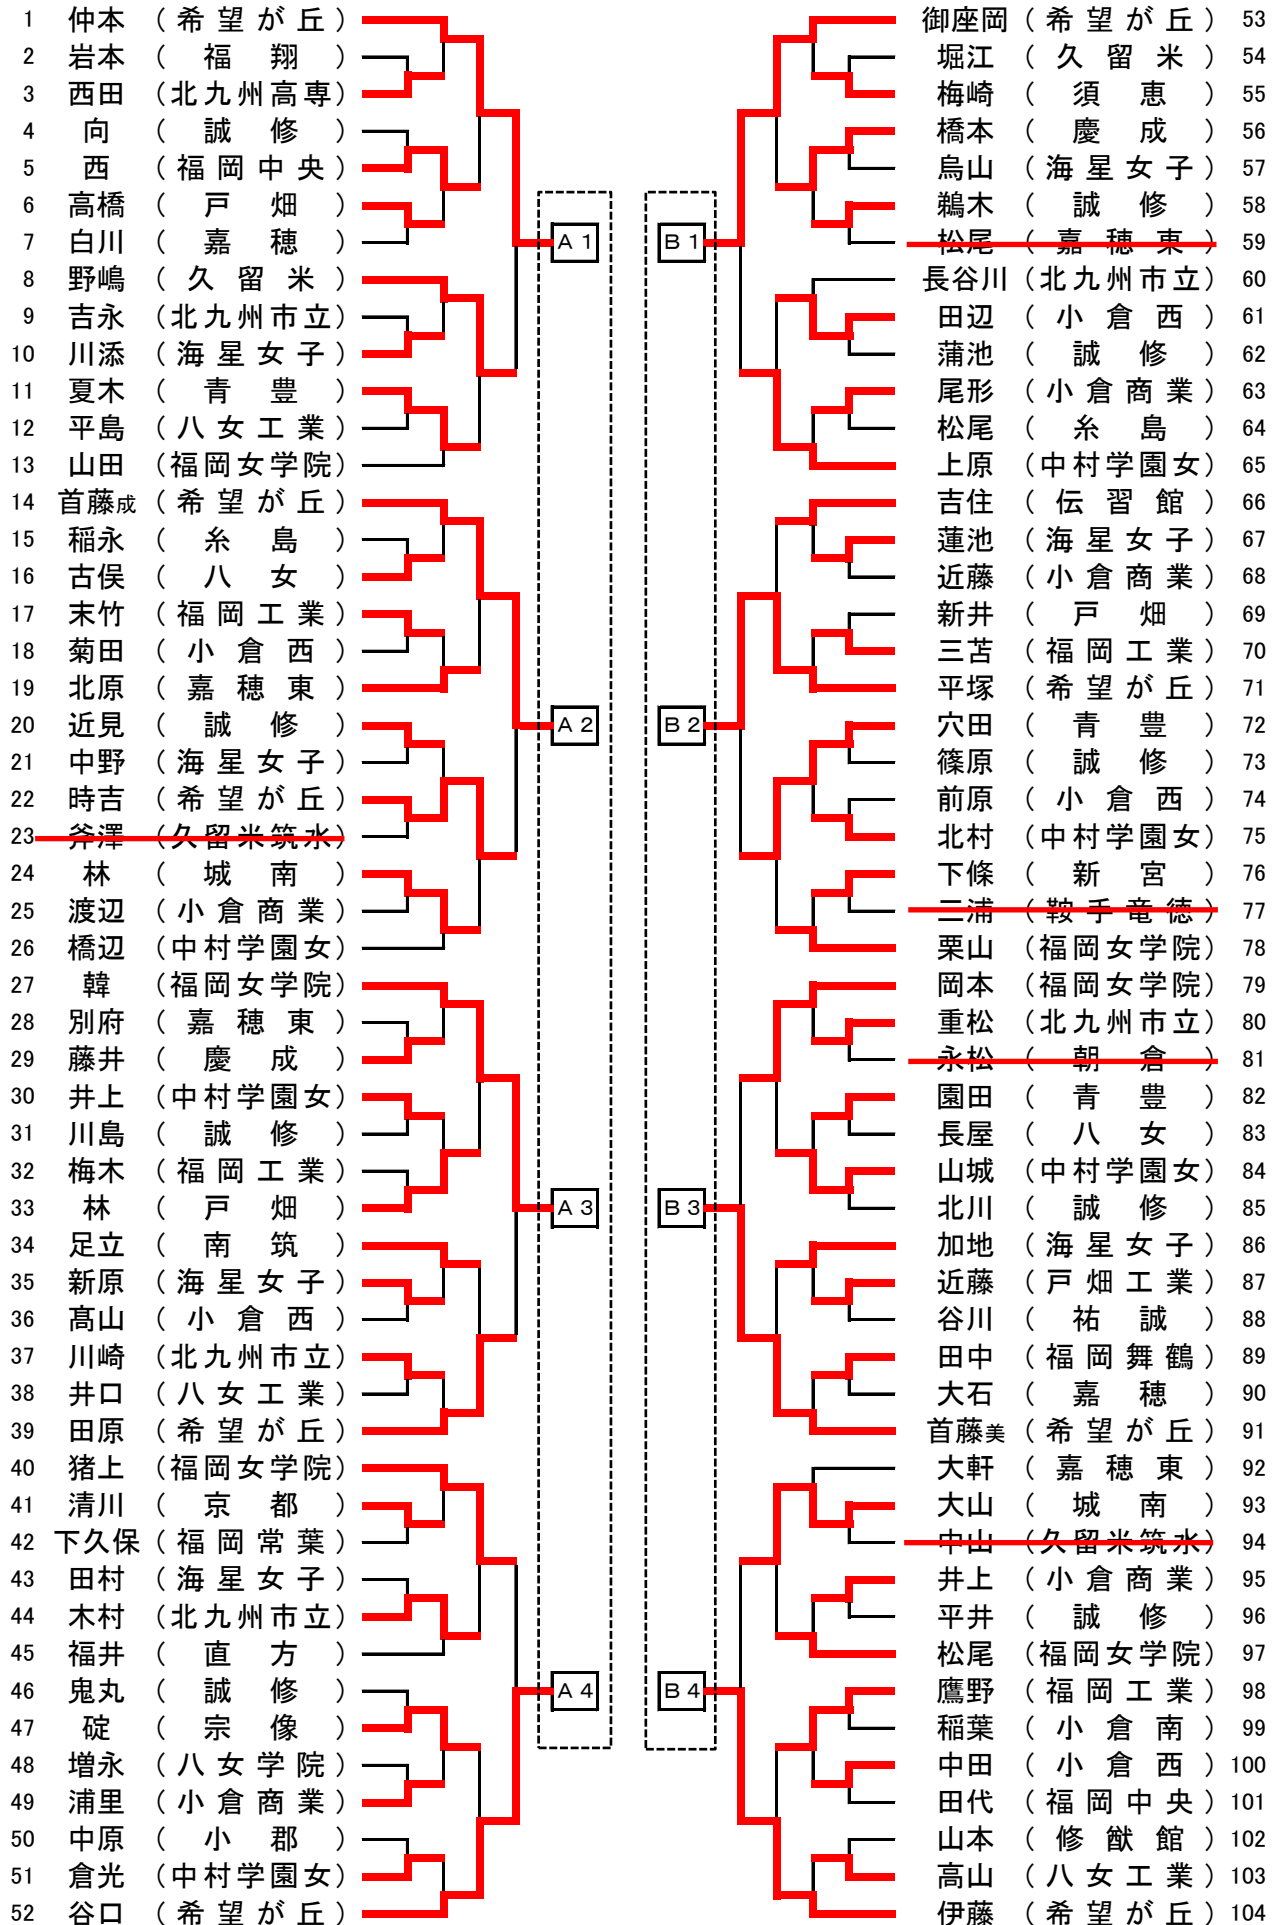 1 仲本 （希望が丘）
2 岩本 （福翔）
3 西田 （北九州高専）
4 向 （誠修）
5 西 （福岡中央）
6 高橋 （戸畑）
7 白川 （嘉穂）
8 野嶋 （久留米）
9 吉永 （北九州市立）
10 川添 （海星女子）
11 夏木 （青豊）
12 平島 （八女工業）
13 山田 （福岡女学院）
14 首藤成 （希望が丘）
15 稲永 （糸島）
16 古俣 （八女）
17 末竹 （福岡工業）
18 菊田 （小倉西）
19 北原 （嘉穂東）
20 近見 （誠修）
21 中野 （海星女子）
22 時吉 （希望が丘）
23 斧澤 （久留米筑水）
24 林 （城南）
25 渡辺 （小倉商業）
26 橋辺 （中村学園女）
27 韓 （福岡女学院）
28 別府 （嘉穂東）
29 藤井 （慶成）
30 井上 （中村学園女）
31 川島 （誠修）
32 梅木 （福岡工業）
33 林 （戸畑）
34 足立 （南筑）
35 新原 （海星女子）
36 髙山 （小倉西）
37 川崎 （北九州市立）
38 井口 （八女工業）
39 田原 （希望が丘）
40 猪上 （福岡女学院）
41 清川 （京都）
42 下久保 （福岡常葉）
43 田村 （海星女子）
44 木村 （北九州市立）
45 福井 （直方）
46 鬼丸 （誠修）
47 碇 （宗像）
48 増永 （八女学院）
49 浦里 （小倉商業）
50 中原 （小郡）
51 倉光 （中村学園女）
52 谷口 （希望が丘）
A1
A2
A3
A4
B1
B2
B3
B4
御座岡 （希望が丘） 53
堀江 （久留米） 54
梅崎 （須恵） 55
橋本 （慶成） 56
烏山 （海星女子） 57
鵜木 （誠修） 58
松尾 （嘉穂東） 59
長谷川 （北九州市立） 60
田辺 （小倉西） 61
蒲池 （誠修） 62
尾形 （小倉商業） 63
松尾 （糸島） 64
上原 （中村学園女） 65
吉住 （伝習館） 66
蓮池 （海星女子） 67
近藤 （小倉商業） 68
新井 （戸畑） 69
三苫 （福岡工業） 70
平塚 （希望が丘） 71
穴田 （青豊） 72
篠原 （誠修） 73
前原 （小倉西） 74
北村 （中村学園女） 75
下條 （新宮） 76
（鞍手竜徳） 77
栗山 （福岡女学院） 78
岡本 （福岡女学院） 79
重松 （北九州市立） 80
永松 （朝倉） 81
園田 （青豊） 82
長屋 （八女） 83
山城 （中村学園女） 84
北川 （誠修） 85
加地 （海星女子） 86
近藤 （戸畑工業） 87
谷川 （祐誠） 88
田中 （福岡舞鶴） 89
大石 （嘉穂） 90
首藤美 （希望が丘） 91
大軒 （嘉穂東） 92
大山 （城南） 93
中山 （久留米筑水） 94
井上 （小倉商業） 95
平井 （誠修） 96
松尾 （福岡女学院） 97
鷹野 （福岡工業） 98
稲葉 （小倉南） 99
中田 （小倉西） 100
田代 （福岡中央） 101
山本 （修猷館） 102
高山 （八女工業） 103
伊藤 （希望が丘） 104